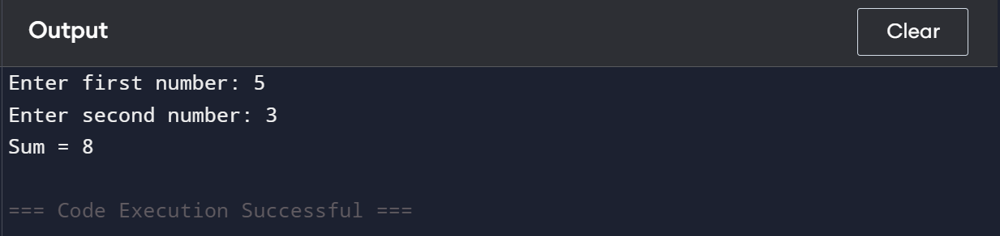 Output
Clear
Enter first number: 5
Enter second number: 3
Sum = 8
=== Code Execution Successful ===